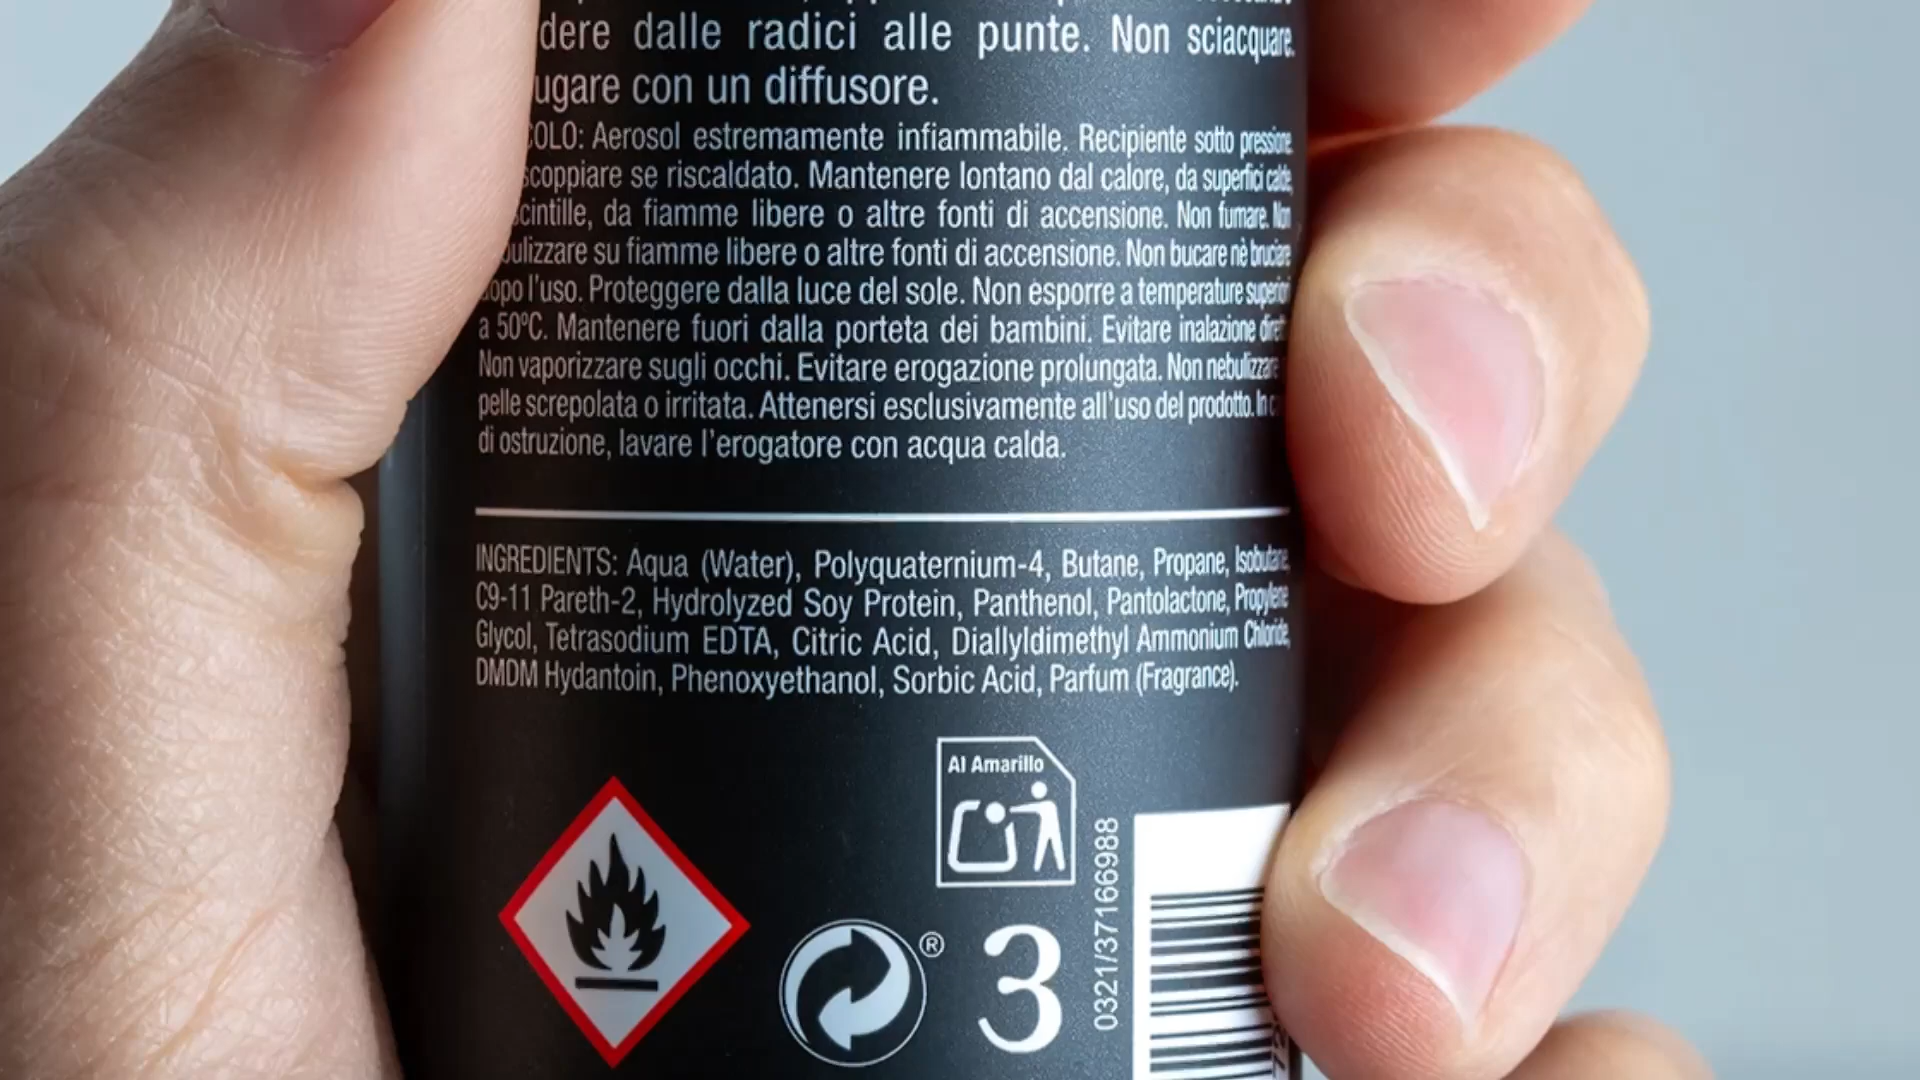 dere dalle radici alle punte. Non sciacquare.
con un diffusore.
Aerosol estremamente infiammabile. Recipiente sotto pressione.
scoppiare se riscaldato. Mantenere lontano dal calore, da superfici calde,
scintille, da fiamme libere o altre fonti di accensione. Non fumare. Non
su fiamme libere o altre fonti di accensione. Non bucare nè bruciare
dopo l'uso. Proteggere dalla luce del sole. Non esporre a temperature superiori
a 50ºC. Mantenere fuori dalla porteta dei bambini. Evitare inalazione
Non vaporizzare sugli occhi. Evitare erogazione prolungata. Non nebulizzare
pelle screpolata o irritata. Attenersi esclusivamente all'uso del prodotto. In
di ostruzione, lavare l'erogatore con acqua calda.
INGREDIENTS: Aqua (Water), Polyquaternium-4, Butane, Propane, Isobutane,
C9-11 Pareth-2, Hydrolyzed Soy Protein, Panthenol, Pantolactone, Propylene
Glycol, Tetrasodium EDTA, Citric Acid, Diallyldimethyl Ammonium Chloride,
DMDM Hydantoin, Phenoxyethanol, Sorbic Acid, Parfum (Fragrance).
Al Amarillo
®
3
0321/37166988